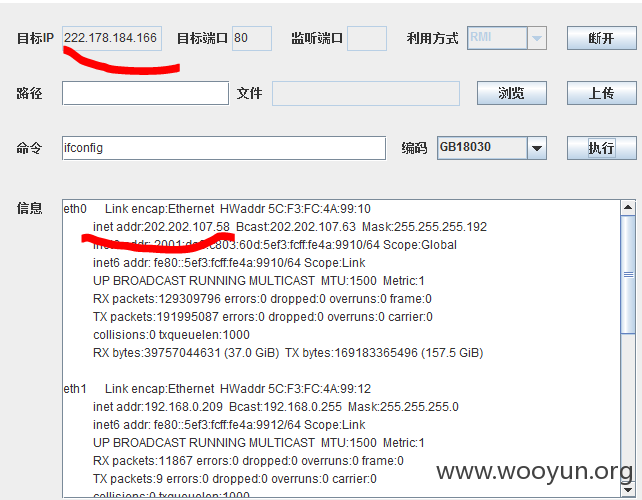 目标IP 222.178.184.166 目标端口 80 监听端口 利用方式 RMI 断开
路径 文件 浏览 上传
命令 ifconfig 编码 GB18030 执行
信息
eth0 Link encap:Ethernet HWaddr 5C:F3:FC:4A:99:10
inet addr:202.202.107.58 Bcast:202.202.107.63 Mask:255.255.255.192
addr: 60d:5ef3:fcff:fe4a:9910/64 Scope:Global
inet6 addr: fe80::5ef3:fcff:fe4a:9910/64 Scope:Link
UP BROADCAST RUNNING MULTICAST MTU:1500 Metric:1
RX packets:129309796 errors:0 dropped:0 overruns:0 frame:0
TX packets:191995087 errors:0 dropped:0 overruns:0 carrier:0
collisions:0 txqueuelen:1000
RX bytes:39757044631 (37.0 GiB) TX bytes:169183365496 (157.5 GiB)
eth1 Link encap:Ethernet HWaddr 5C:F3:FC:4A:99:12
inet addr:192.168.0.209 Bcast:192.168.0.255 Mask:255.255.255.0
inet6 addr: fe80::5ef3:fcff:fe4a:9912/64 Scope:Link
UP BROADCAST RUNNING MULTICAST MTU:1500 Metric:1
RX packets:11867 errors:0 dropped:0 overruns:0 frame:0
TX packets:9 errors:0 dropped:0 overruns:0 carrier:0
collisions:0 txqueuelen:1000
www.wooyun.org